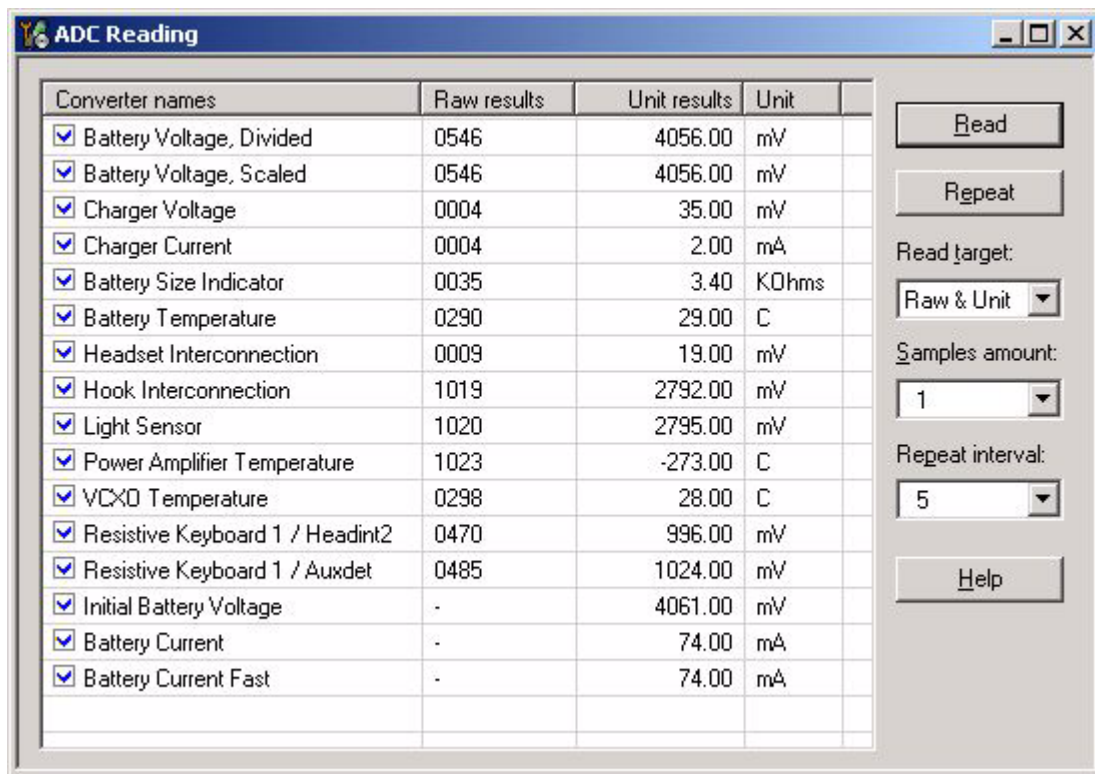 ADC Reading
Converter names Raw results Unit results Unit
Battery Voltage, Divided 0546 4056.00 mV
Battery Voltage, Scaled 0546 4056.00 mV
Charger Voltage 0004 35.00 mV
Charger Current 0004 2.00 mA
Battery Size Indicator 0035 3.40 KOhms
Battery Temperature 0290 29.00 C
Headset Interconnection 0009 19.00 mV
Hook Interconnection 1019 2792.00 mV
Light Sensor 1020 2795.00 mV
Power Amplifier Temperature 1023 -273.00 C
VCXO Temperature 0298 28.00 C
Resistive Keyboard 1 / Headint2 0470 996.00 mV
Resistive Keyboard 1 / Auxdet 0485 1024.00 mV
Initial Battery Voltage - 4061.00 mV
Battery Current - 74.00 mA
Battery Current Fast - 74.00 mA
Read
Repeat
Read target:
Raw & Unit
Samples amount:
1
Repeat interval:
5
Help